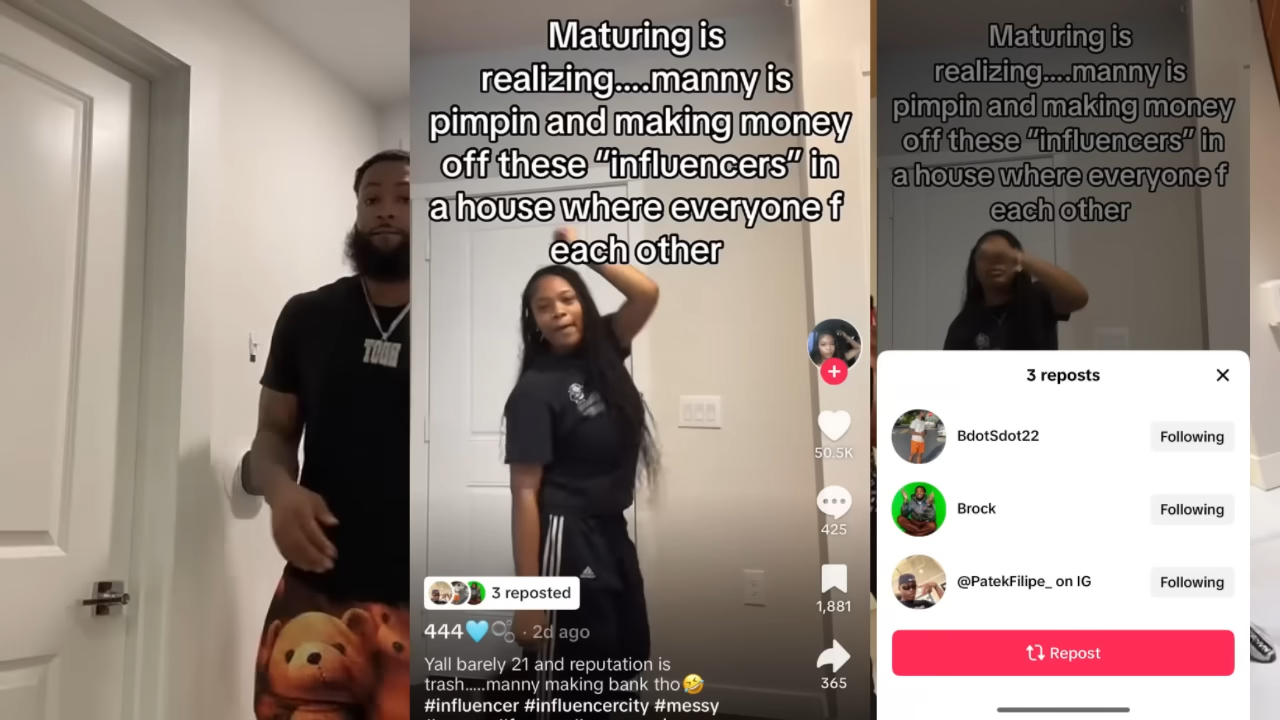 TOGA
Maturing is
realizing....manny is
pimpin and making money
off these "influencers" in
a house where everyone f
each other
50.5K
425
1,881
365
3 reposted
444🩵🫧 · 2d ago
Yall barely 21 and reputation is
trash.....manny making bank tho🤣
#influencer #influencercity #messy
Maturing is
realizing....manny is
pimpin and making money
off these "influencers" in
a house where everyone f
each other
3 reposts
BdotSdot22
Following
Brock
Following
@PatekFilipe_ on IG
Following
Repost